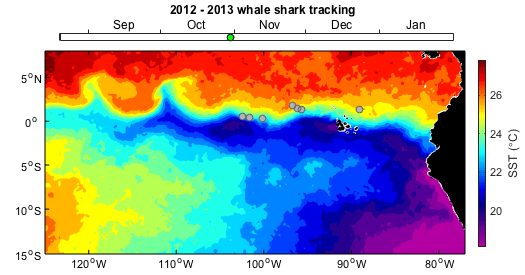 2012 - 2013 whale shark tracking
Sep Oct Nov Dec Jan
5°N
0°
5°S
10°S
15°S
120°W 110°W 100°W 90°W 80°W
26
24
22
20
SST (°C)